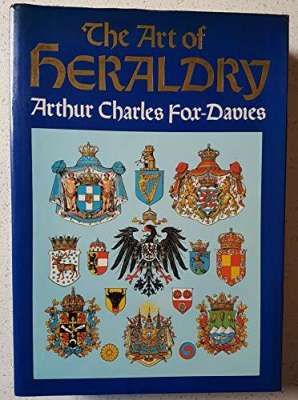 The Art of
HERALDRY
Arthur Charles Fox-Davies